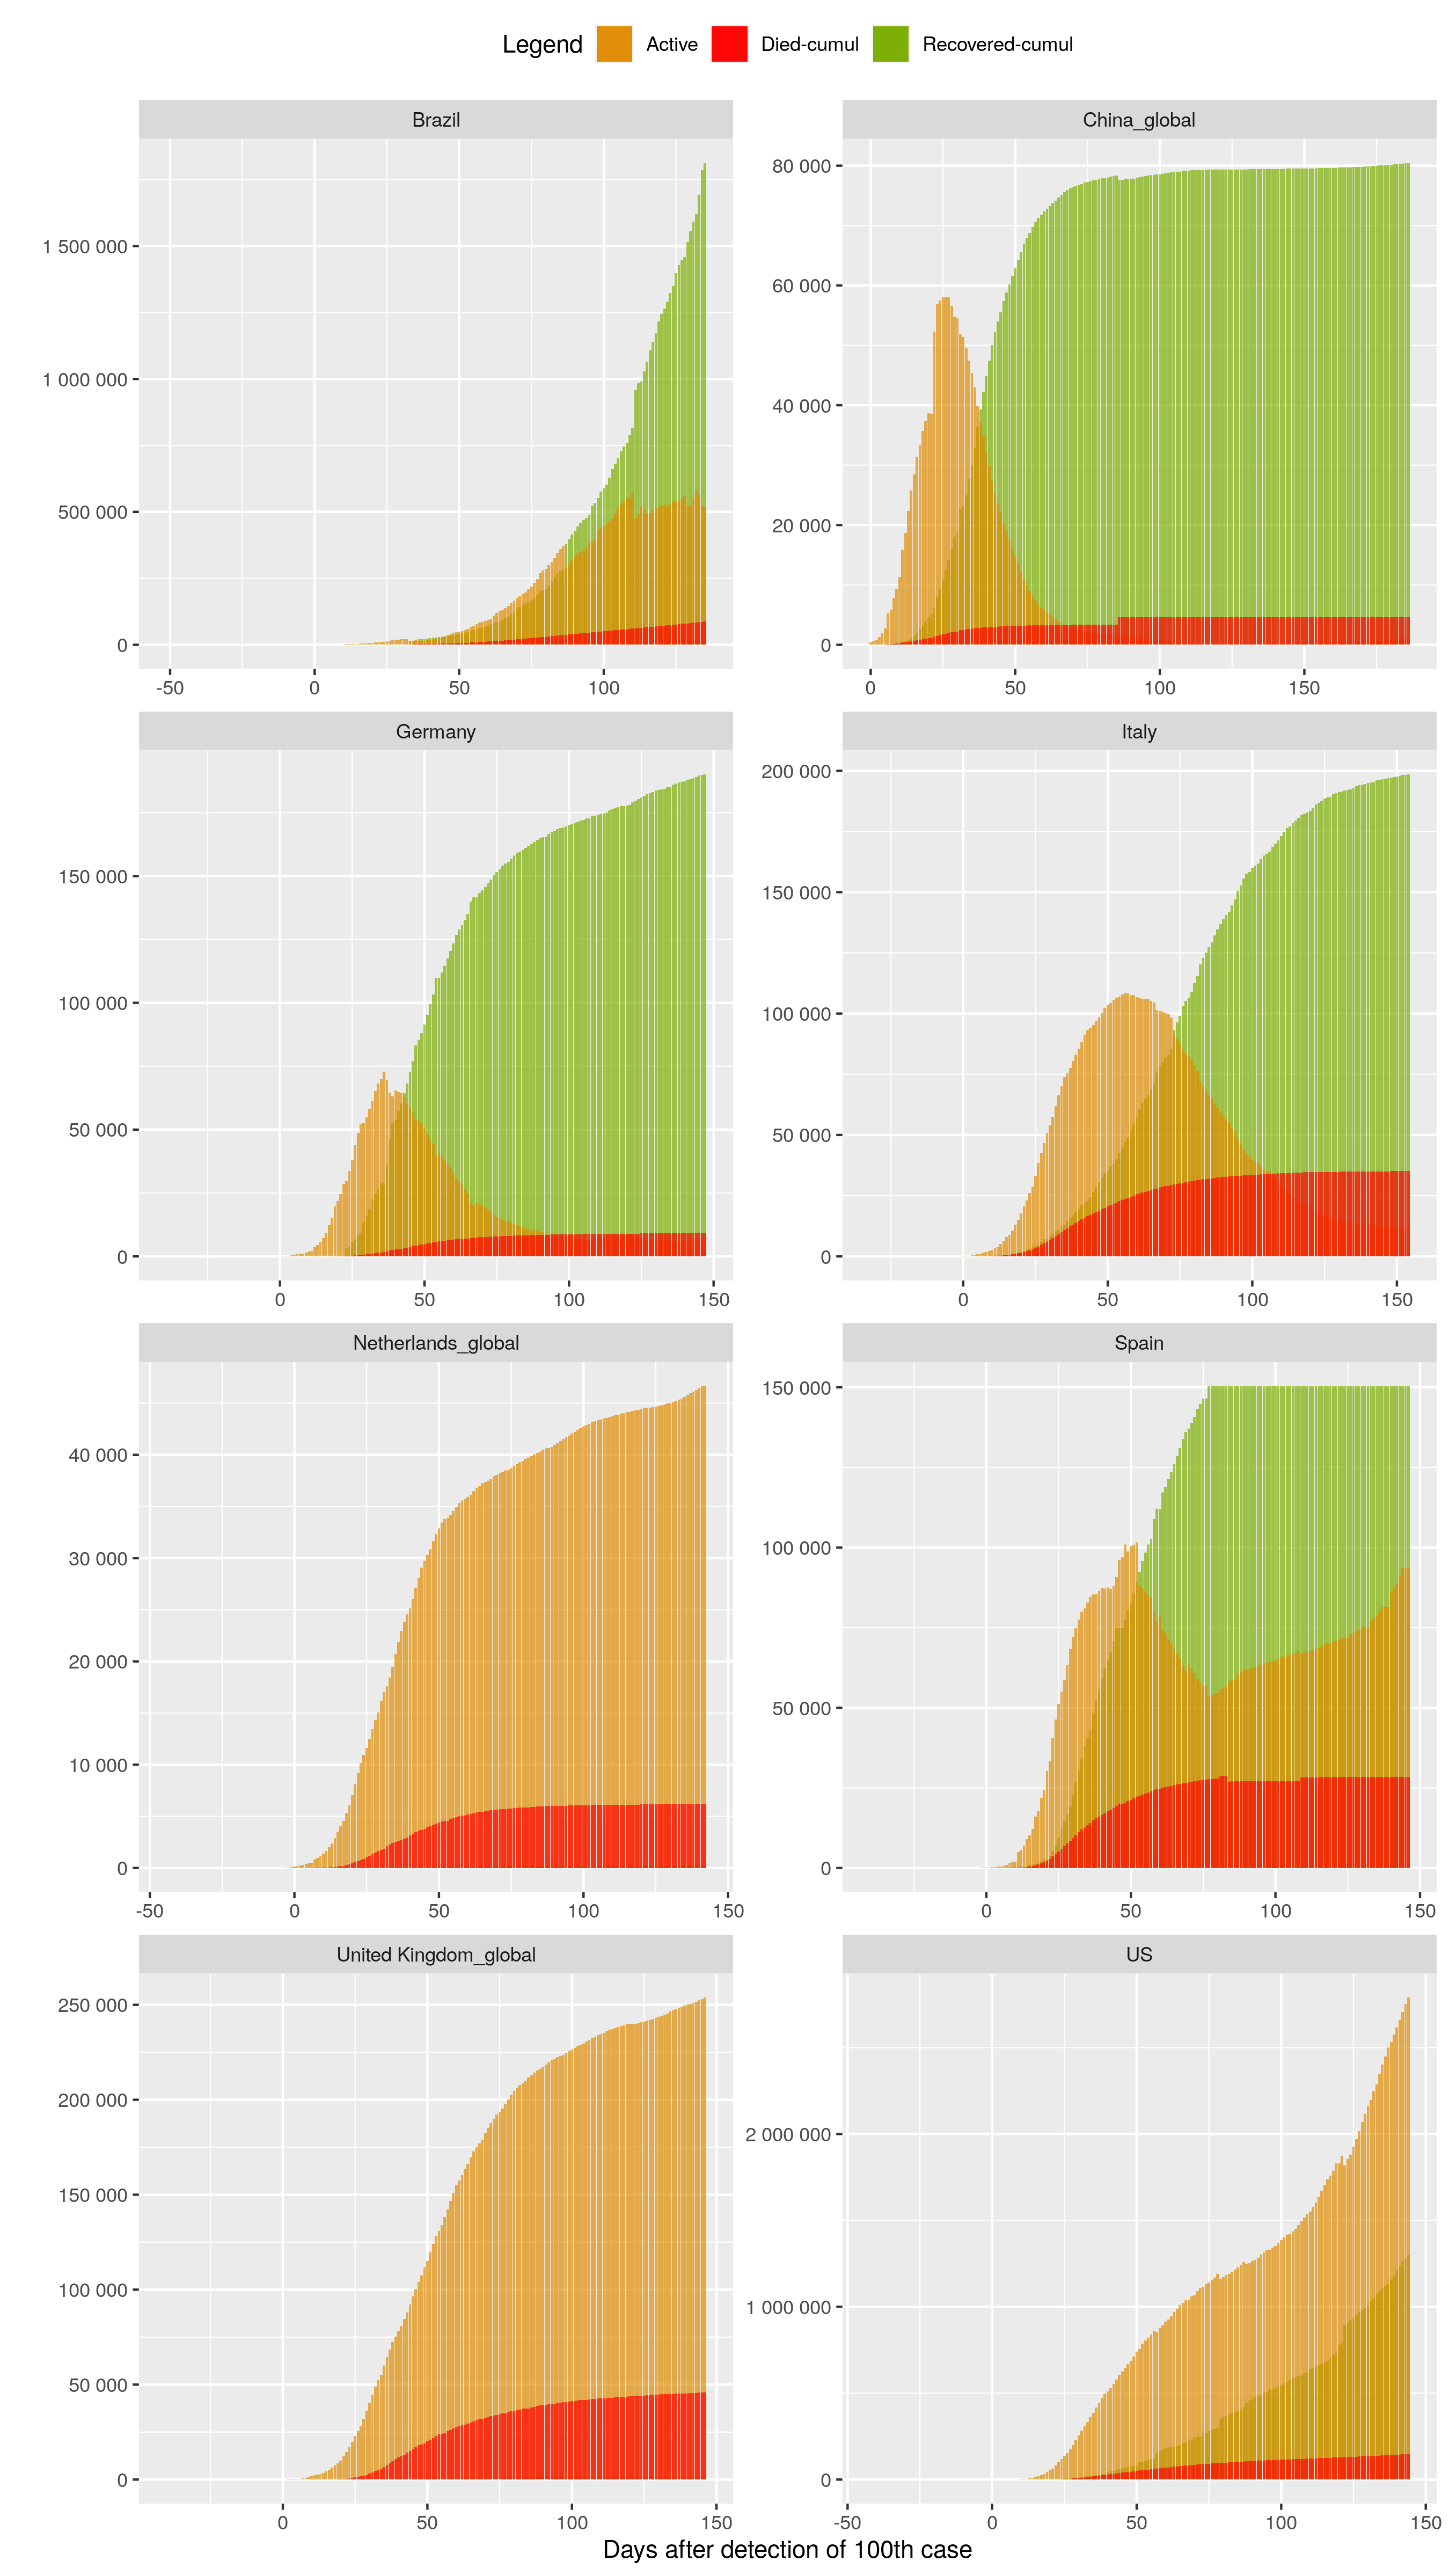 Legend Active Died-cumul Recovered-cumul
Brazil China_global
1 500 000
1 000 000
500 000
0
-50 0 50 100
80 000
60 000
40 000
20 000
0
0 50 100 150
Germany Italy
150 000
100 000
50 000
0
0 50 100 150
200 000
150 000
100 000
50 000
0
0 50 100 150
Netherlands_global Spain
40 000
30 000
20 000
10 000
0
-50 0 50 100 150
150 000
100 000
50 000
0
0 50 100 150
United Kingdom_global US
250 000
200 000
150 000
100 000
50 000
0
0 50 100 150
2 000 000
1 000 000
0
-50 0 50 100 150
Days after detection of 100th case